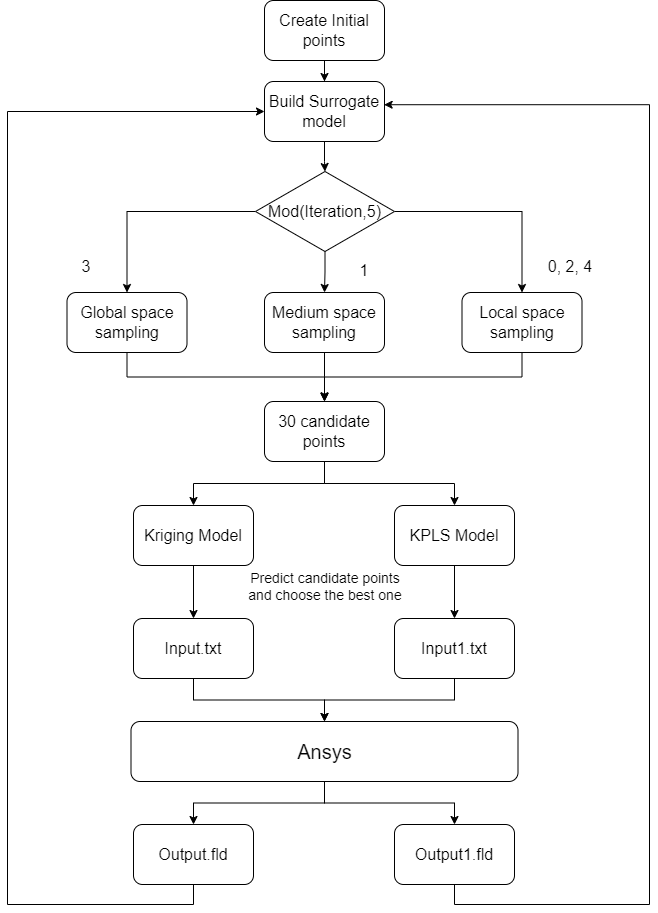 Create Initial
points
Build Surrogate
model
Mod(Iteration,5)
3
1
0, 2, 4
Global space
sampling
Medium space
sampling
Local space
sampling
30 candidate
points
Kriging Model
KPLS Model
Predict candidate points
and choose the best one
Input.txt
Input1.txt
Ansys
Output.fld
Output1.fld